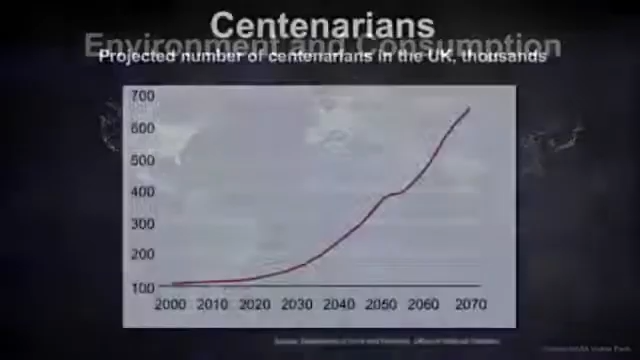 Centenarians
Environment and Consumption
Projected number of centenarians in the UK, thousands
700
600
500
400
300
200
100
2000 2010 2020 2030 2040 2050 2060 2070